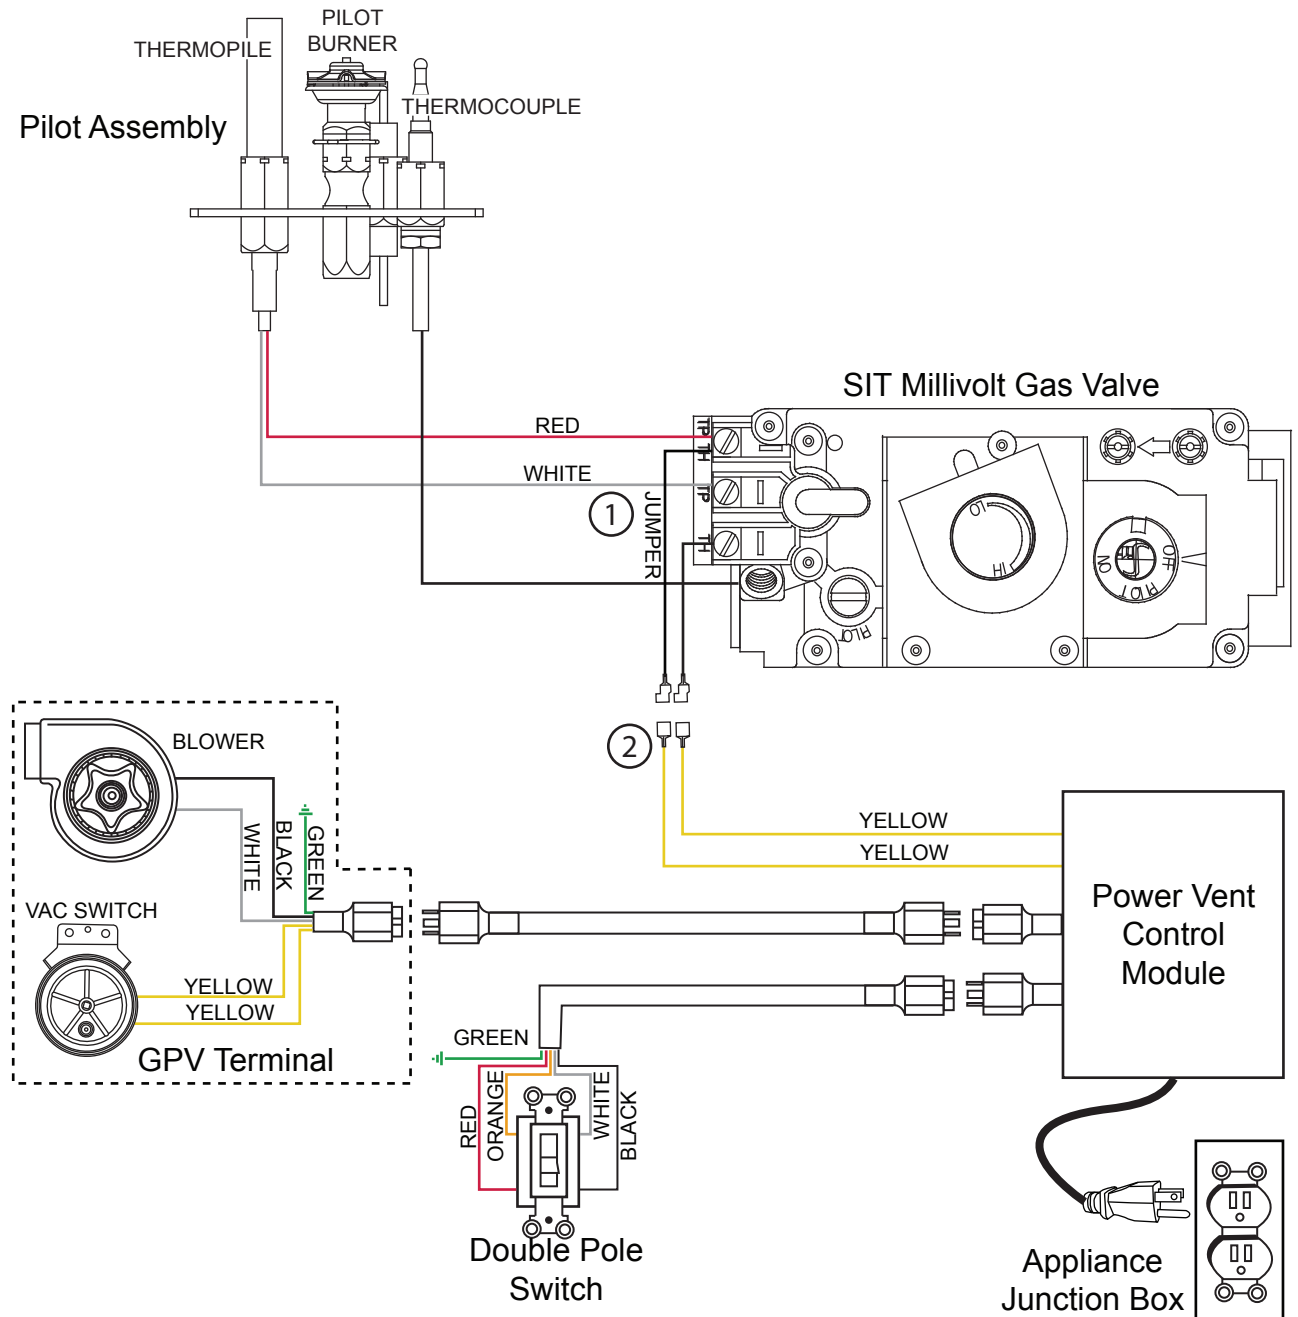 PILOT
BURNER
THERMOPILE
THERMOCOUPLE
Pilot Assembly
SIT Millivolt Gas Valve
RED
WHITE
TP
TH
TP
TH
1
JUMPER
LO
HI
OFF
PILOT
ON
PILOT
2
BLOWER
WHITE
BLACK
GREEN
VAC SWITCH
YELLOW
YELLOW
GPV Terminal
YELLOW
YELLOW
Power Vent
Control
Module
GREEN
RED
ORANGE
WHITE
BLACK
Double Pole
Switch
Appliance
Junction Box